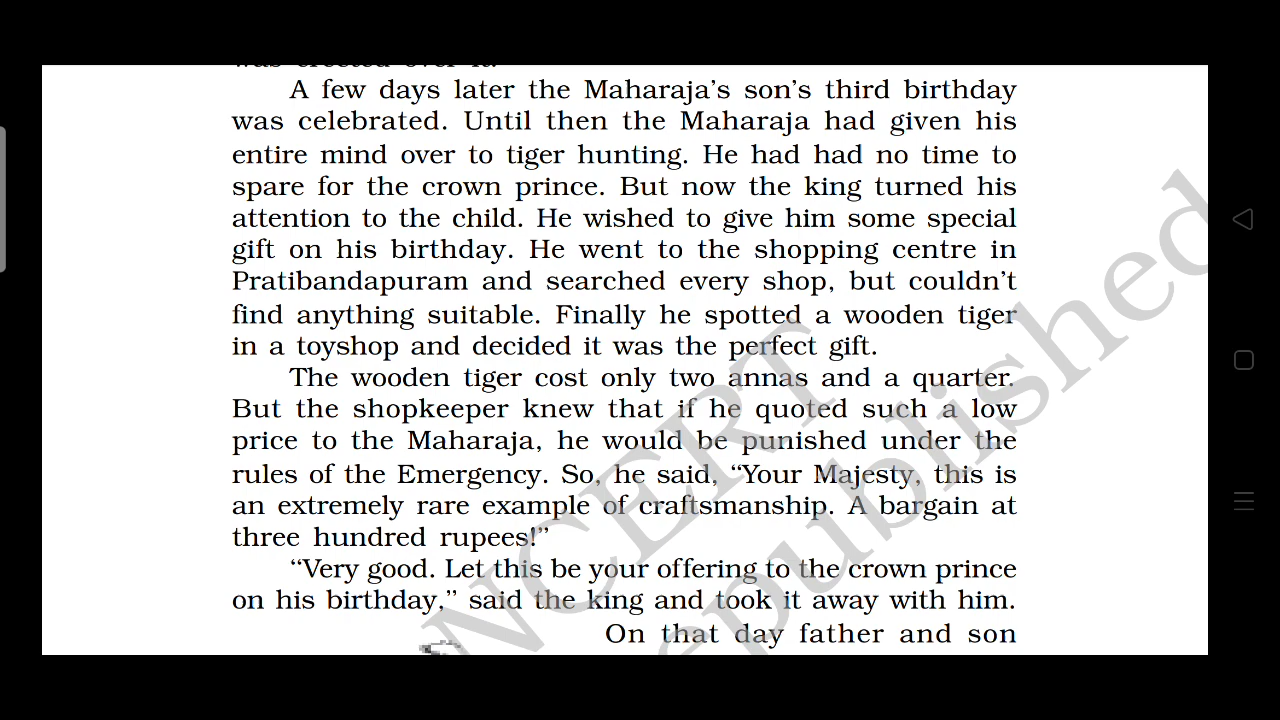 was erected over it.
A few days later the Maharaja’s son’s third birthday
was celebrated. Until then the Maharaja had given his
entire mind over to tiger hunting. He had had no time to
spare for the crown prince. But now the king turned his
attention to the child. He wished to give him some special
gift on his birthday. He went to the shopping centre in
Pratibandapuram and searched every shop, but couldn’t
find anything suitable. Finally he spotted a wooden tiger
in a toyshop and decided it was the perfect gift.
The wooden tiger cost only two annas and a quarter.
But the shopkeeper knew that if he quoted such a low
price to the Maharaja, he would be punished under the
rules of the Emergency. So, he said, “Your Majesty, this is
an extremely rare example of craftsmanship. A bargain at
three hundred rupees!”
“Very good. Let this be your offering to the crown prince
on his birthday,” said the king and took it away with him.
On that day father and son
NCERT
republished